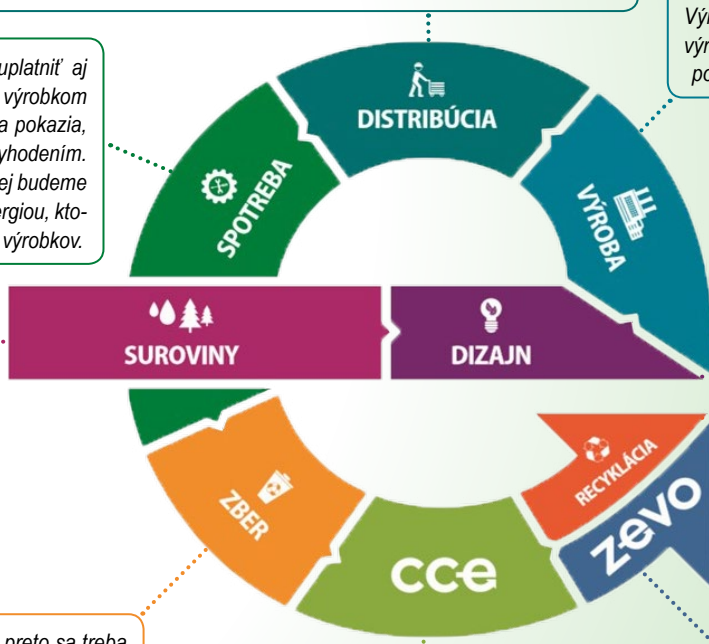 uplatniť aj
výrobkom
a pokazia,
yhodením.
ej budeme
ergiou, kto-
výrobkov.
Výr
výr
po
DISTRIBÚCIA
SPOTREBA
VÝROBA
SUROVINY
DIZAJN
RECYKLÁCIA
ZBER
cce
zevo
preto sa treba